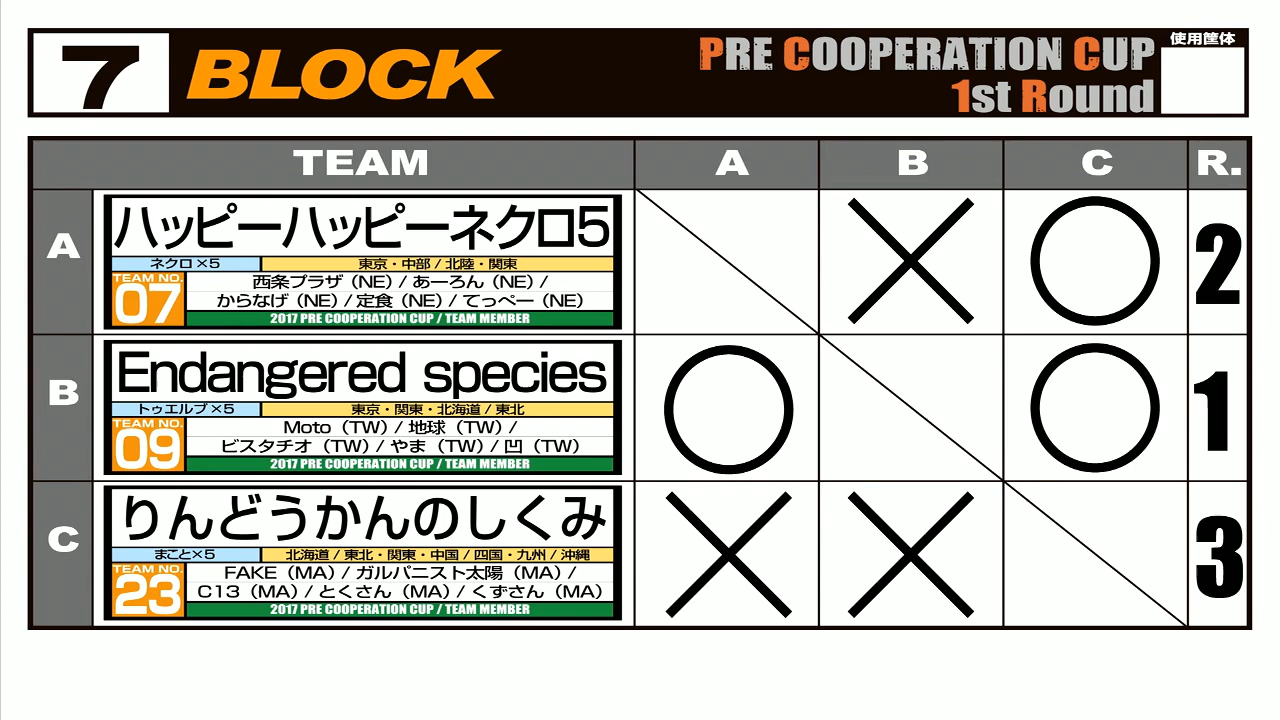 7 BLOCK
PRE COOPERATION CUP
1st Round
使用筐体
TEAM A B C R.
A
ハッピーハッピーネクロ5
ネクロ×5 東京・中部 / 北陸・関東
TEAM NO. 07
西条プラザ（NE）/ あーろん（NE）/
からなげ（NE）/ 定食（NE）/ てっぺー（NE）
2017 PRE COOPERATION CUP / TEAM MEMBER
2
B
Endangered species
トゥエルブ×5 東京・関東・北海道 / 東北
TEAM NO. 09
Moto（TW）/ 地球（TW）/
ビスタチオ（TW）/ やま（TW）/ 凹（TW）
2017 PRE COOPERATION CUP / TEAM MEMBER
1
C
りんどうかんのしくみ
まこと×5 北海道 / 東北・関東・中国 / 四国・九州 / 沖縄
TEAM NO. 23
FAKE（MA）/ ガルパニスト太陽（MA）/
C13（MA）/ とくさん（MA）/ くずさん（MA）
2017 PRE COOPERATION CUP / TEAM MEMBER
3